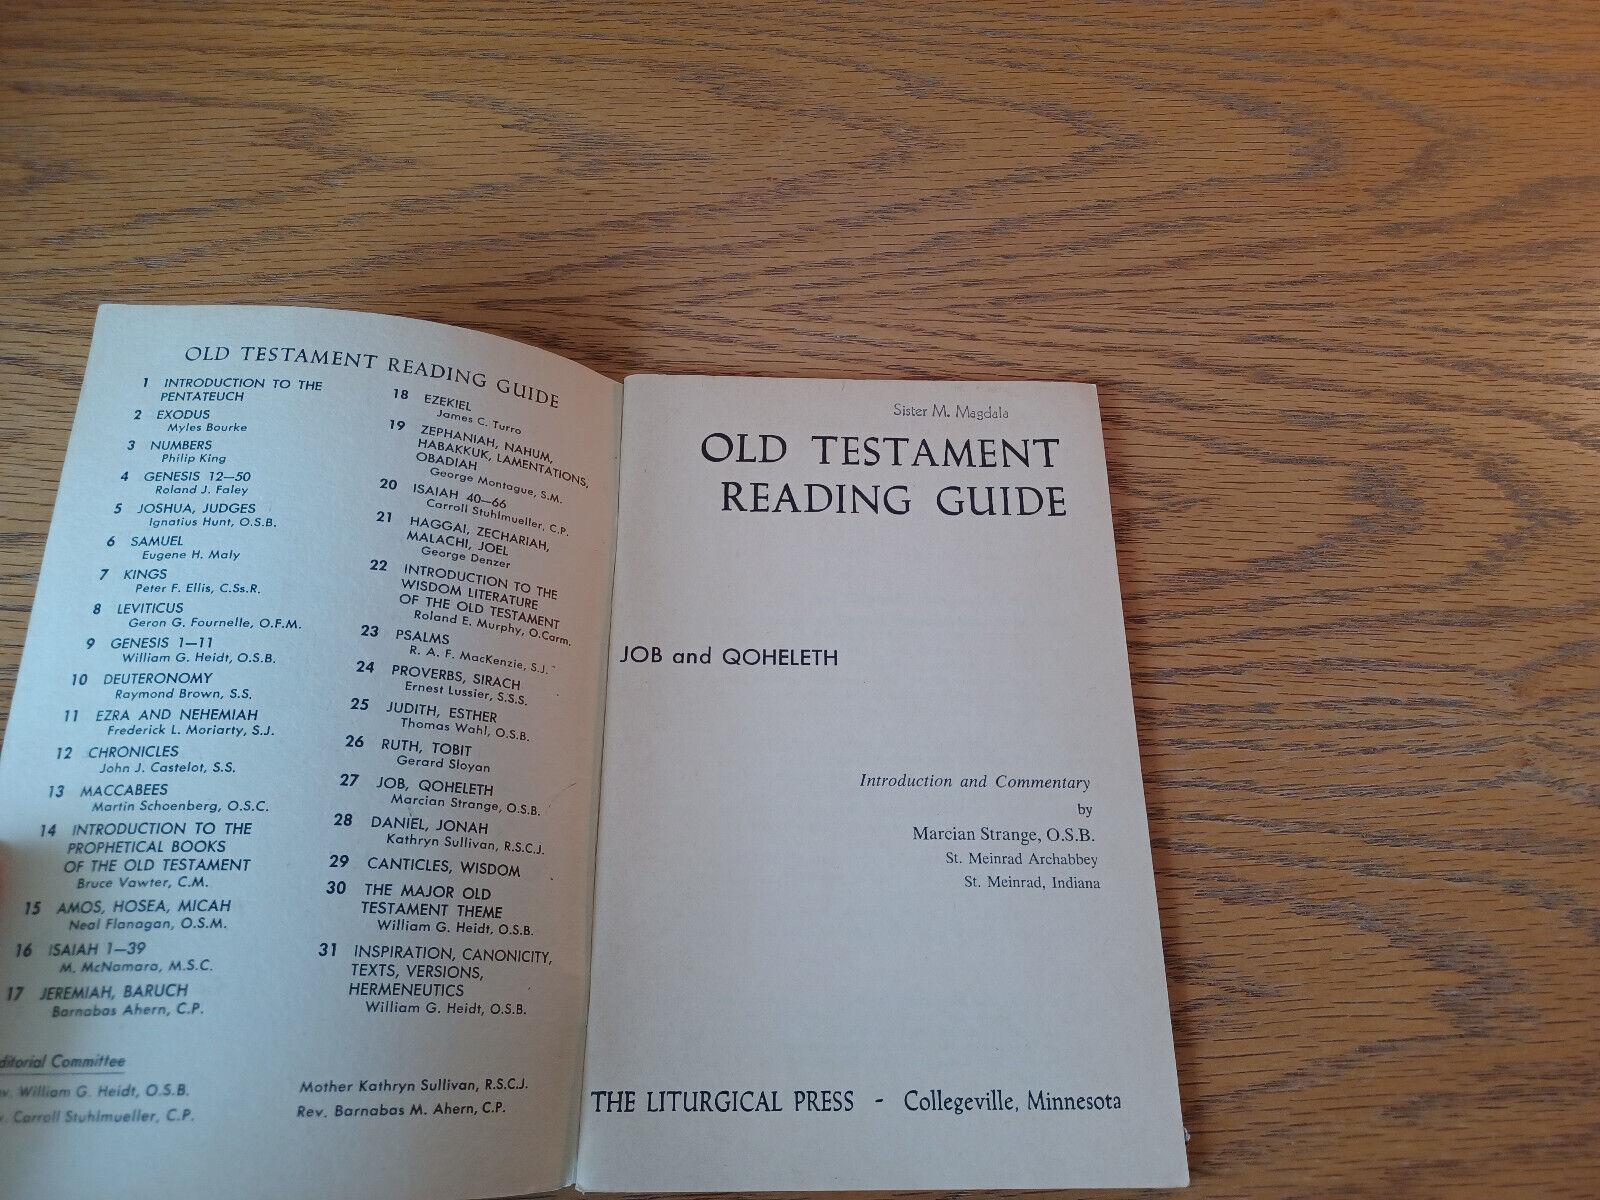 OLD TESTAMENT READING GUIDE
1 INTRODUCTION TO THE
PENTATEUCH
2 EXODUS
Myles Bourke
3 NUMBERS
Philip King
4 GENESIS 12—50
Roland J. Faley
5 JOSHUA, JUDGES
Ignatius Hunt, O.S.B.
6 SAMUEL
Eugene H. Maly
7 KINGS
Peter F. Ellis, C.Ss.R.
8 LEVITICUS
Geron G. Fournelle, O.F.M.
9 GENESIS 1—11
William G. Heidt, O.S.B.
10 DEUTERONOMY
Raymond Brown, S.S.
11 EZRA AND NEHEMIAH
Frederick L. Moriarty, S.J.
12 CHRONICLES
John J. Castelot, S.S.
13 MACCABEES
Martin Schoenberg, O.S.C.
14 INTRODUCTION TO THE
PROPHETICAL BOOKS
OF THE OLD TESTAMENT
Bruce Vawter, C.M.
15 AMOS, HOSEA, MICAH
Neal Flanagan, O.S.M.
16 ISAIAH 1—39
M. McNamara, M.S.C.
17 JEREMIAH, BARUCH
Barnabas Ahern, C.P.
18 EZEKIEL
James C. Turro
19 ZEPHANIAH, NAHUM,
HABAKKUK, LAMENTATIONS,
OBADIAH
George Montague, S.M.
20 ISAIAH 40—66
Carroll Stuhlmueller, C.P.
21 HAGGAI, ZECHARIAH,
MALACHI, JOEL
George Denzer
22 INTRODUCTION TO THE
WISDOM LITERATURE
OF THE OLD TESTAMENT
Roland E. Murphy, O.Carm.
23 PSALMS
R. A. F. MacKenzie, S.J.
24 PROVERBS, SIRACH
Ernest Lussier, S.S.S.
25 JUDITH, ESTHER
Thomas Wahl, O.S.B.
26 RUTH, TOBIT
Gerard Sloyan
27 JOB, QOHELETH
Marcian Strange, O.S.B.
28 DANIEL, JONAH
Kathryn Sullivan, R.S.C.J.
29 CANTICLES, WISDOM
30 THE MAJOR OLD
TESTAMENT THEME
William G. Heidt, O.S.B.
31 INSPIRATION, CANONICITY,
TEXTS, VERSIONS,
HERMENEUTICS
William G. Heidt, O.S.B.
ditorial Committee
William G. Heidt, O.S.B.
Carroll Stuhlmueller, C.P.
Mother Kathryn Sullivan, R.S.C.J.
Rev. Barnabas M. Ahern, C.P.
Sister M. Magdala
OLD TESTAMENT
READING GUIDE
JOB and QOHELETH
Introduction and Commentary
by
Marcian Strange, O.S.B.
St. Meinrad Archabbey
St. Meinrad, Indiana
THE LITURGICAL PRESS - Collegeville, Minnesota